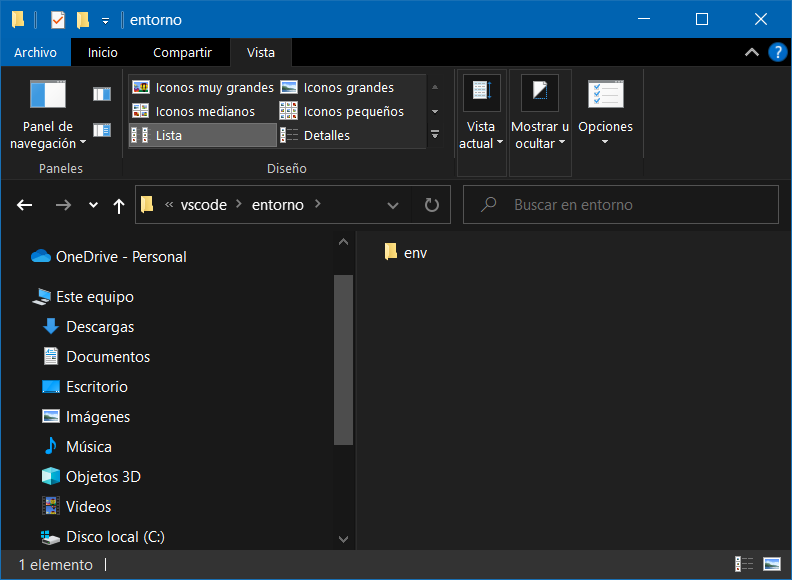 entorno
Archivo Inicio Compartir Vista
Panel de navegación
Paneles
Iconos muy grandes Iconos grandes
Iconos medianos Iconos pequeños
Lista Detalles
Diseño
Vista actual
Mostrar u ocultar
Opciones
« vscode > entorno >
Buscar en entorno
OneDrive - Personal
Este equipo
Descargas
Documentos
Escritorio
Imágenes
Música
Objetos 3D
Videos
Disco local (C:)
env
1 elemento